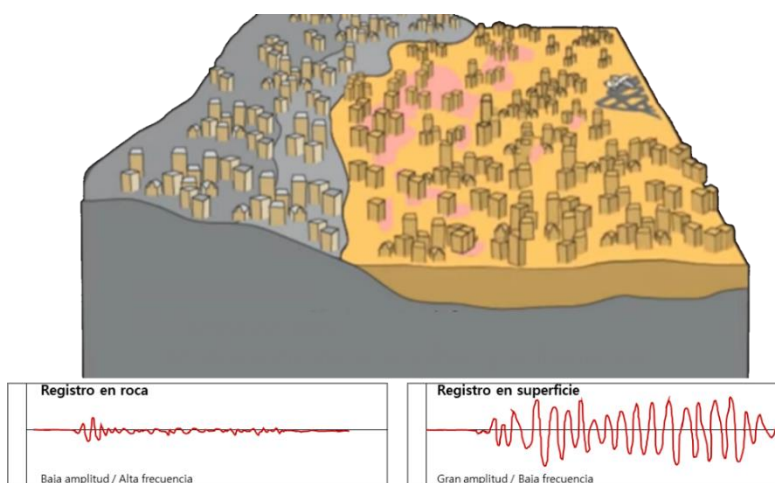 Registro en roca
Baja amplitud / Alta frecuencia
Registro en superficie
Gran amplitud / Baja frecuencia